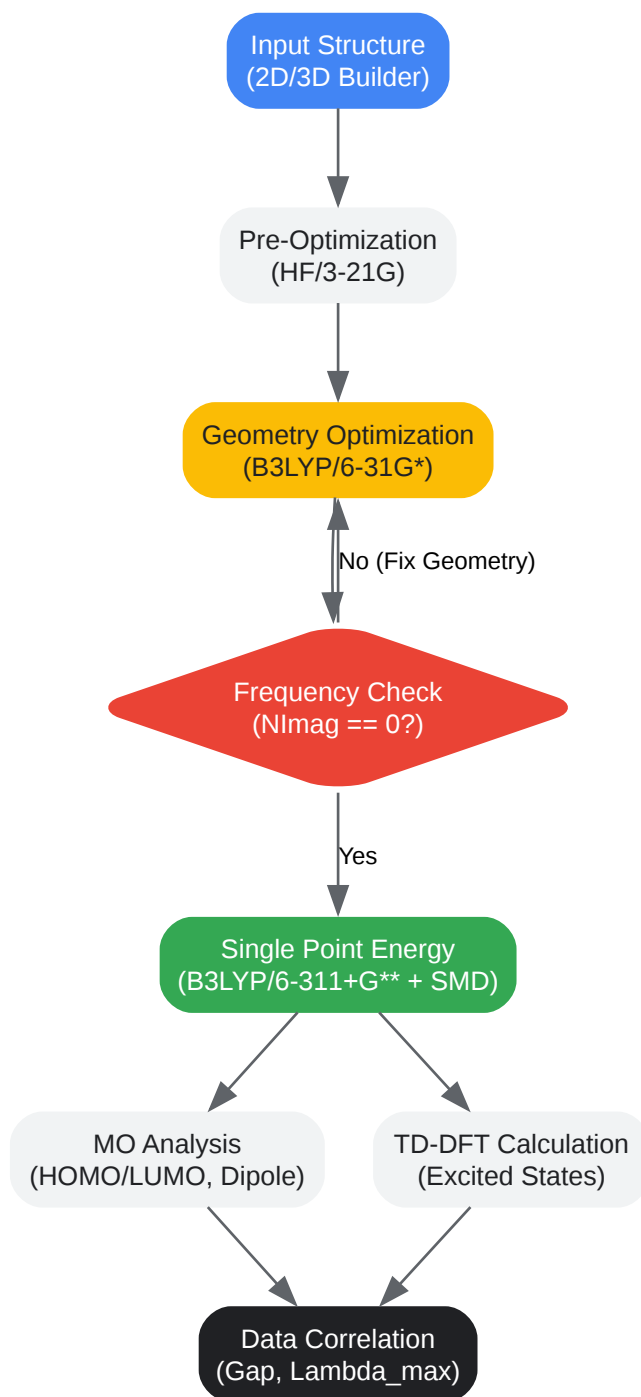 Input Structure
(2D/3D Builder)
Pre-Optimization
(HF/3-21G)
Geometry Optimization
(B3LYP/6-31G*)
No (Fix Geometry)
Frequency Check
(NImag == 0?)
Yes
Single Point Energy
(B3LYP/6-311+G** + SMD)
MO Analysis
(HOMO/LUMO, Dipole)
TD-DFT Calculation
(Excited States)
Data Correlation
(Gap, Lambda_max)